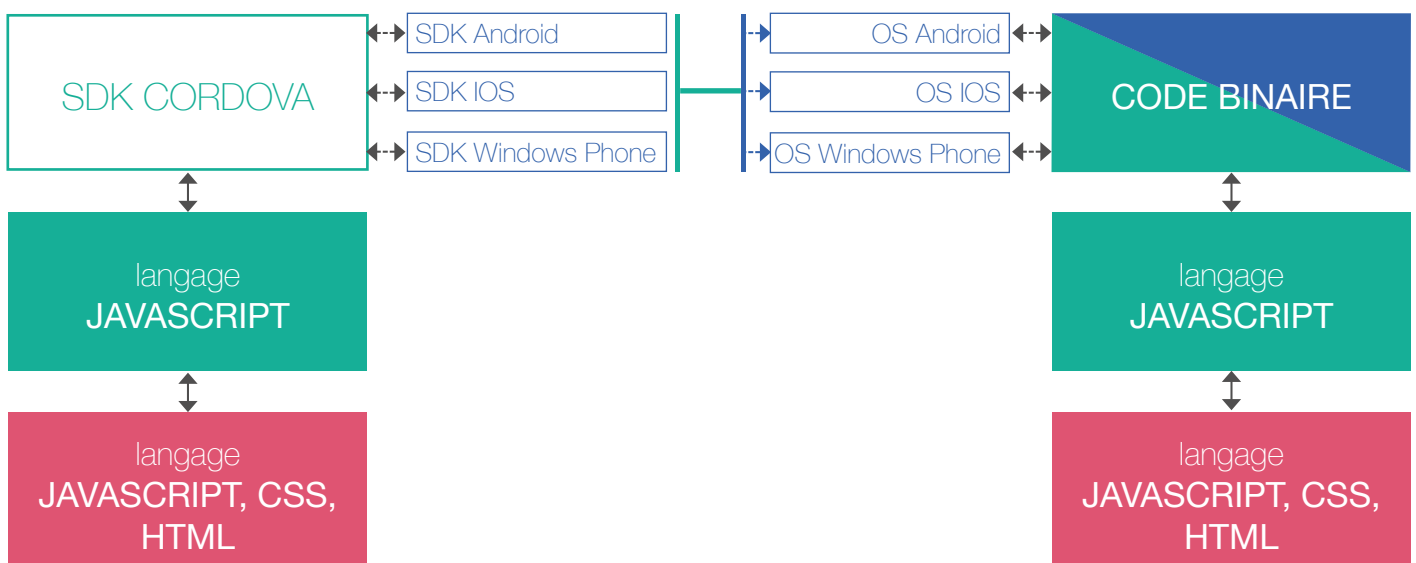 SDK CORDOVA
SDK Android
SDK IOS
SDK Windows Phone
OS Android
OS IOS
OS Windows Phone
CODE BINAIRE
langage
JAVASCRIPT
langage
JAVASCRIPT
langage
JAVASCRIPT, CSS,
HTML
langage
JAVASCRIPT, CSS,
HTML